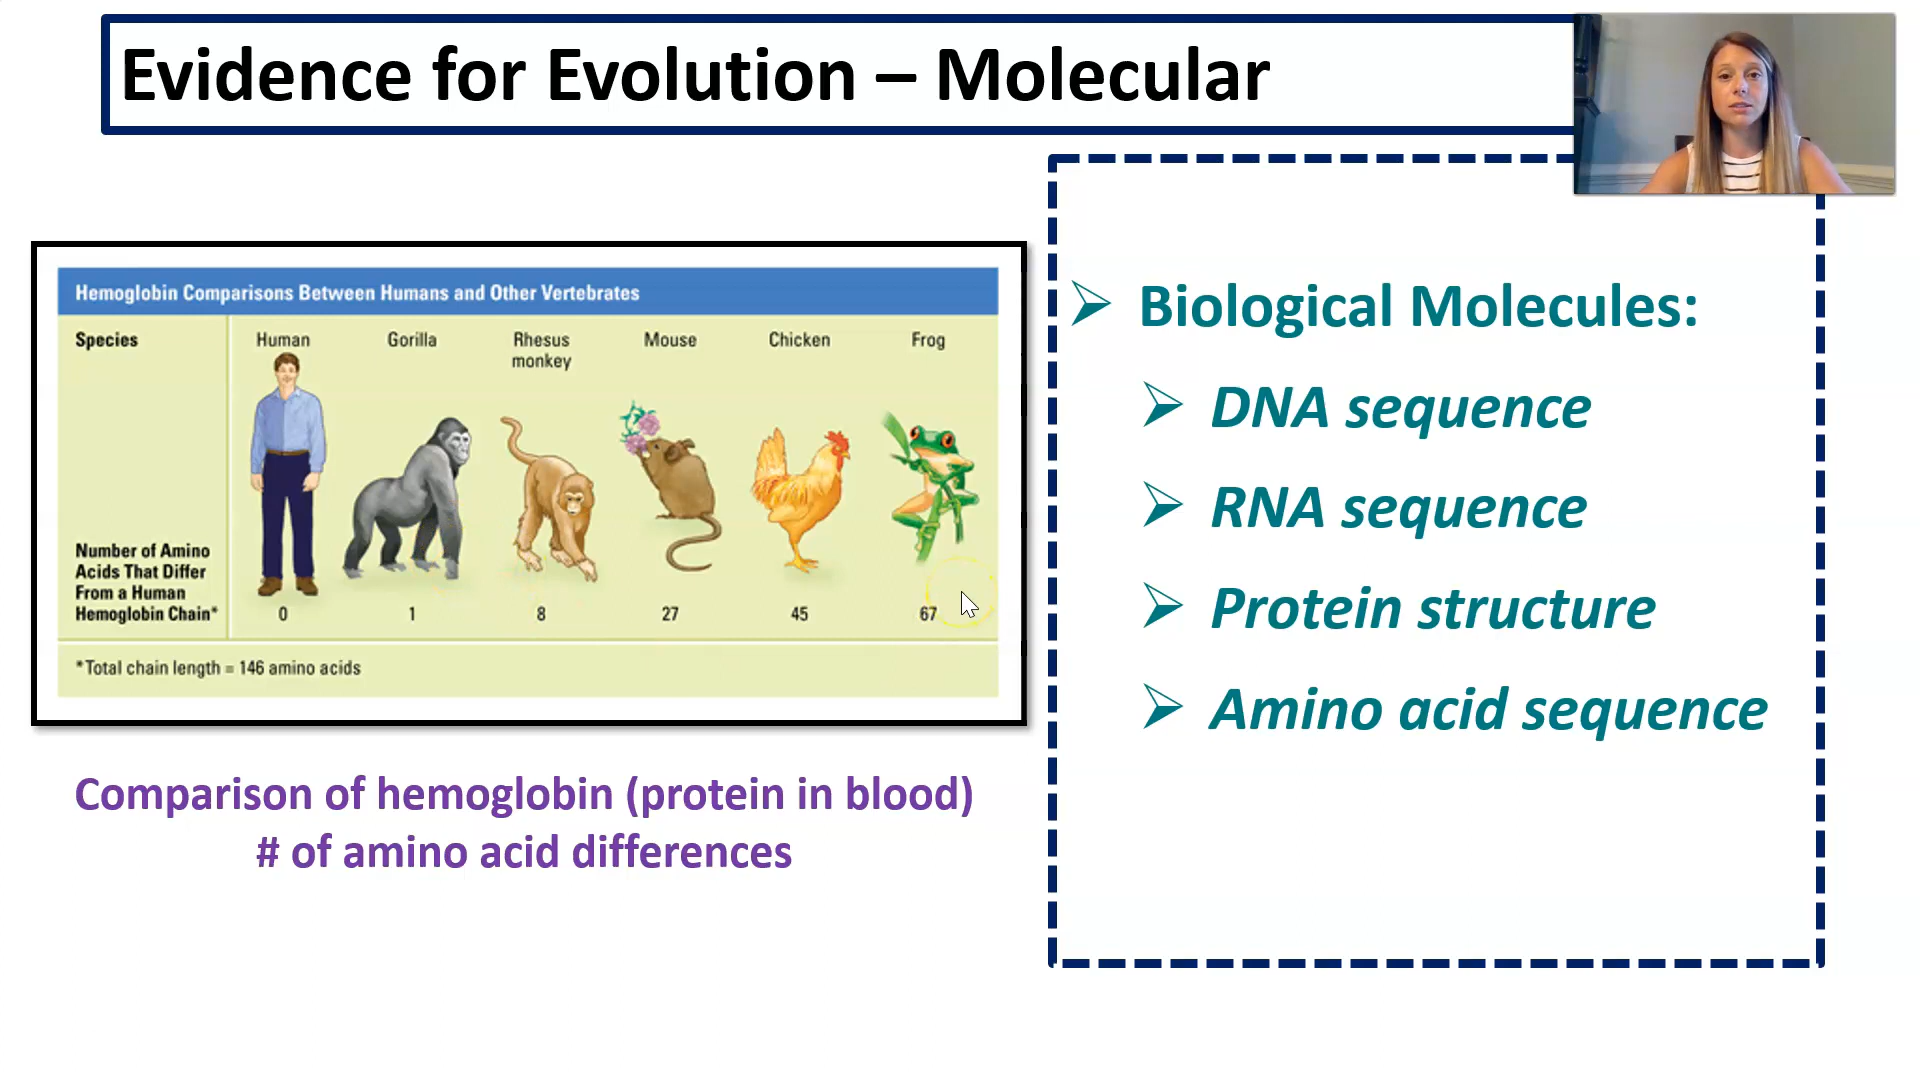 Evidence for Evolution – Molecular
Hemoglobin Comparisons Between Humans and Other Vertebrates
Species
Human
Gorilla
Rhesus
monkey
Mouse
Chicken
Frog
Number of Amino
Acids That Differ
From a Human
Hemoglobin Chain*
0
1
8
27
45
67
*Total chain length = 146 amino acids
Comparison of hemoglobin (protein in blood)
# of amino acid differences
➢ Biological Molecules:
➢ DNA sequence
➢ RNA sequence
➢ Protein structure
➢ Amino acid sequence